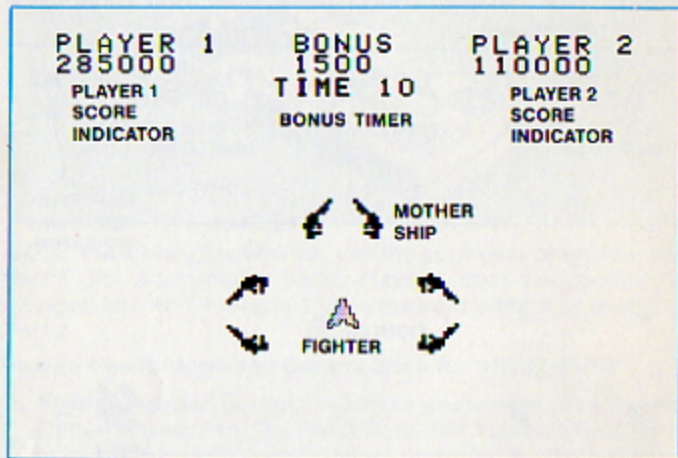 PLAYER 1 BONUS PLAYER 2
285000 1500 110000
TIME 10
PLAYER 1
SCORE
INDICATOR
BONUS TIMER
PLAYER 2
SCORE
INDICATOR
MOTHER
SHIP
FIGHTER